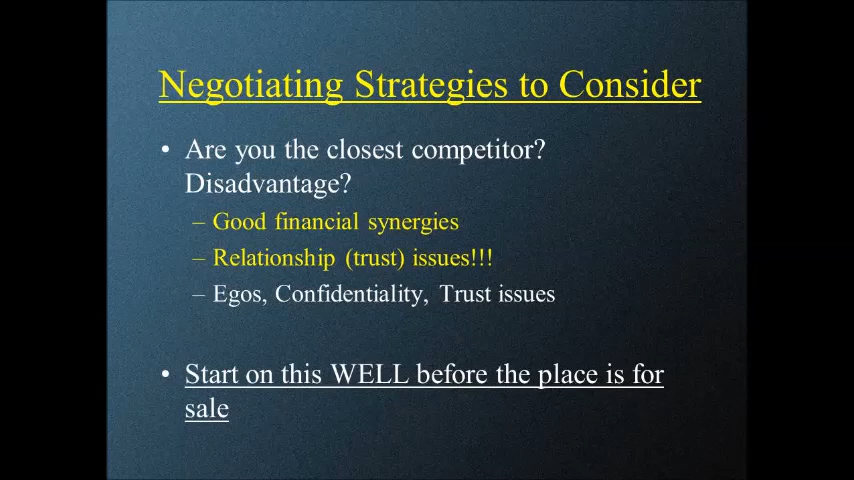 Negotiating Strategies to Consider
• Are you the closest competitor?
Disadvantage?
– Good financial synergies
– Relationship (trust) issues!!!
– Egos, Confidentiality, Trust issues
• Start on this WELL before the place is for
sale